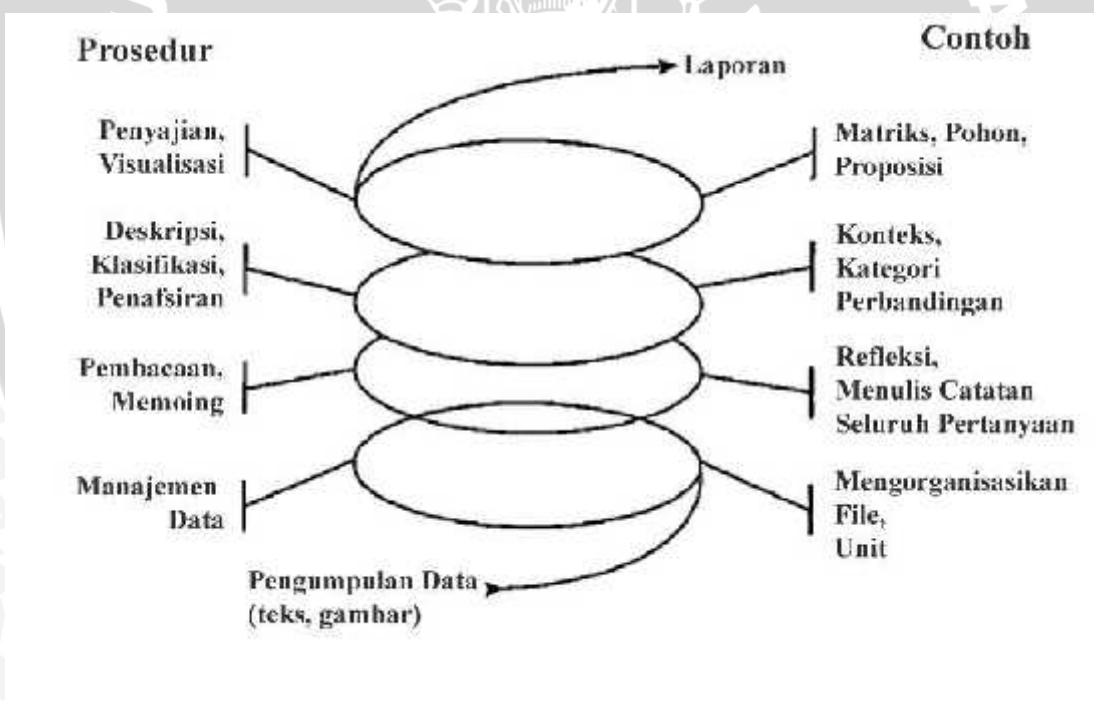 Prosedur
Contoh
Laporan
Penyajian,
Visualisasi
Matriks, Pohon,
Proposisi
Deskripsi,
Klasifikasi,
Penafsiran
Konteks,
Kategori
Perbandingan
Pembacaan,
Memoing
Refleksi,
Menulis Catatan
Seluruh Pertanyaan
Manajemen
Data
Mengorganisasikan
File,
Unit
Pengumpulan Data
(teks, gambar)